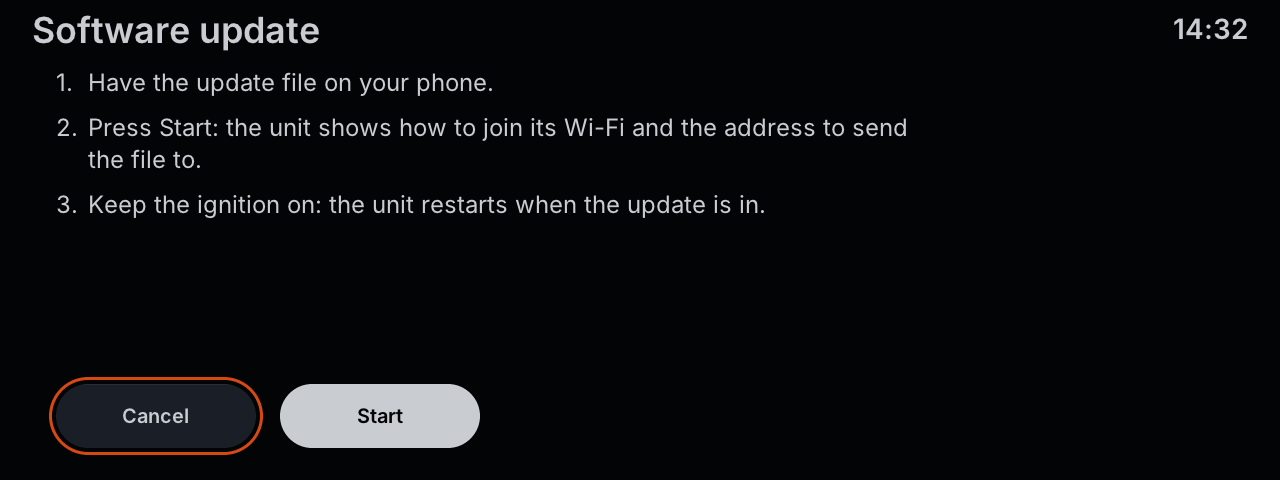 Software update
14:32
1. Have the update file on your phone.
2. Press Start: the unit shows how to join its Wi-Fi and the address to send
the file to.
3. Keep the ignition on: the unit restarts when the update is in.
Cancel
Start